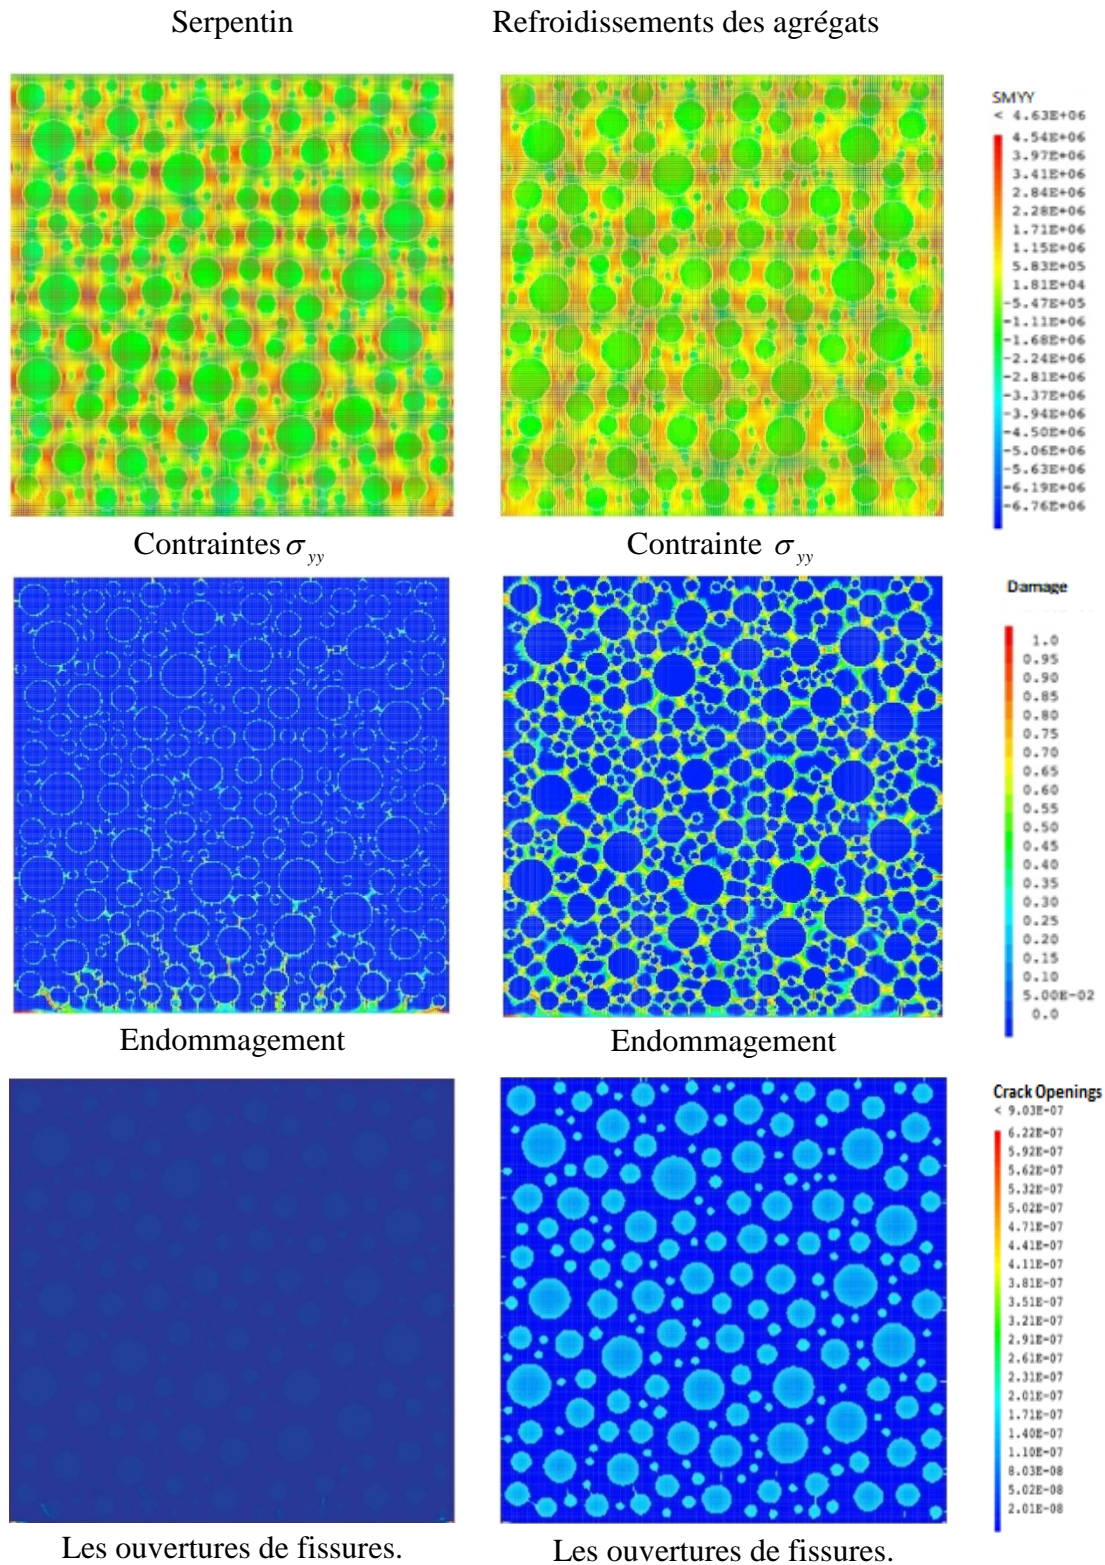 Serpentin Refroidissements des agrégats
SMYY
< 4.63E+06
4.54E+06
3.97E+06
3.41E+06
2.84E+06
2.28E+06
1.71E+06
1.15E+06
5.83E+05
1.81E+04
-5.47E+05
-1.11E+06
-1.68E+06
-2.24E+06
-2.81E+06
-3.37E+06
-3.94E+06
-4.50E+06
-5.06E+06
-5.63E+06
-6.19E+06
-6.76E+06
Contraintes σyy Contrainte σyy
Damage
1.0
0.95
0.90
0.85
0.80
0.75
0.70
0.65
0.60
0.55
0.50
0.45
0.40
0.35
0.30
0.25
0.20
0.15
0.10
5.00E-02
0.0
Endommagement Endommagement
Crack Openings
< 9.03E-07
6.22E-07
5.92E-07
5.62E-07
5.32E-07
5.02E-07
4.71E-07
4.41E-07
4.11E-07
3.81E-07
3.51E-07
3.21E-07
2.91E-07
2.61E-07
2.31E-07
2.01E-07
1.71E-07
1.40E-07
1.10E-07
8.03E-08
5.02E-08
2.01E-08
Les ouvertures de fissures. Les ouvertures de fissures.